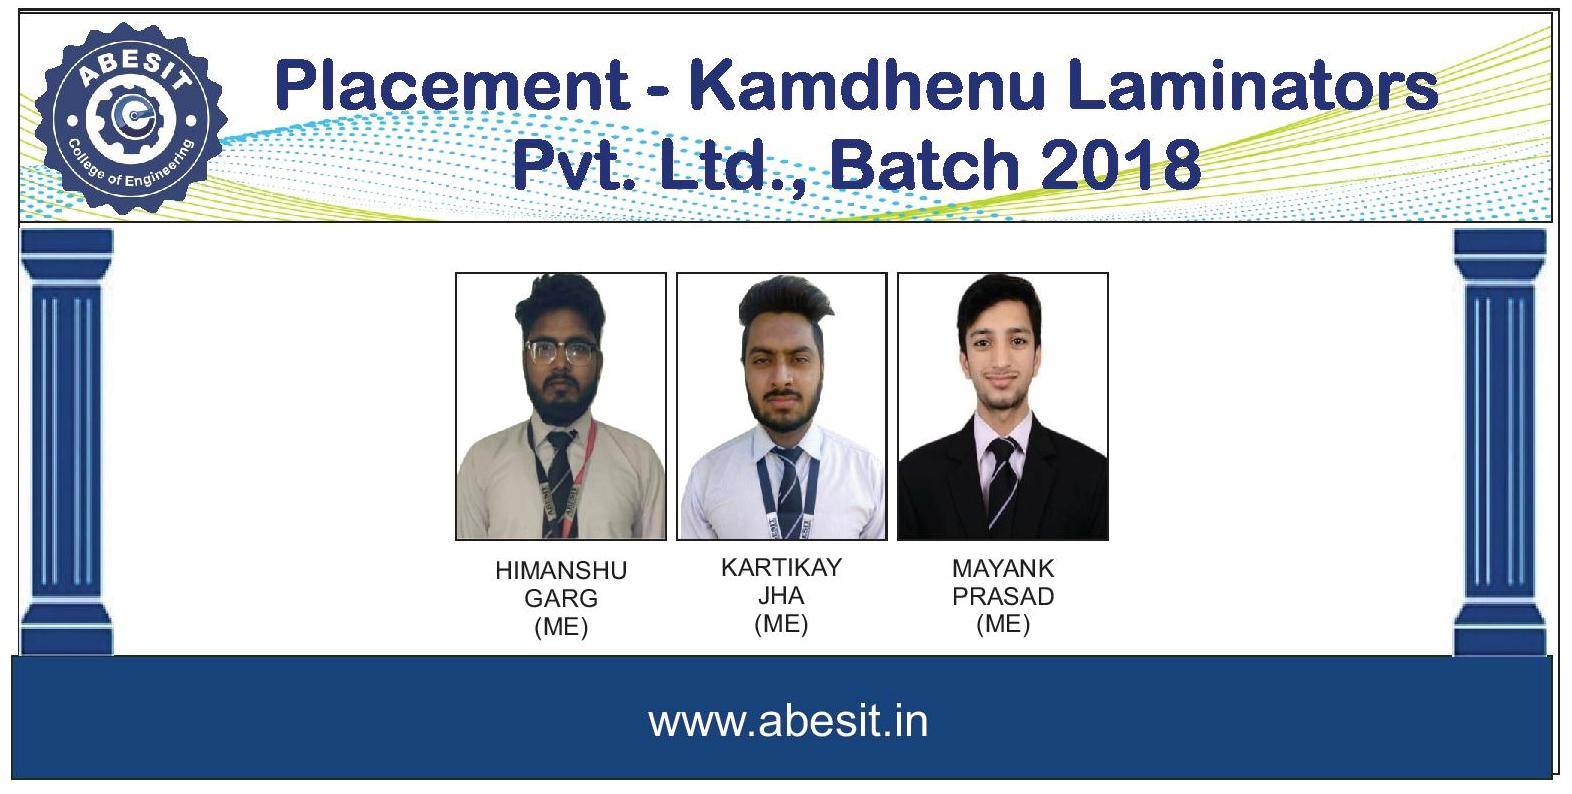 ABESIT
College of Engineering
Placement - Kamdhenu Laminators
Pvt. Ltd., Batch 2018
HIMANSHU
GARG
(ME)
KARTIKAY
JHA
(ME)
MAYANK
PRASAD
(ME)
www.abesit.in